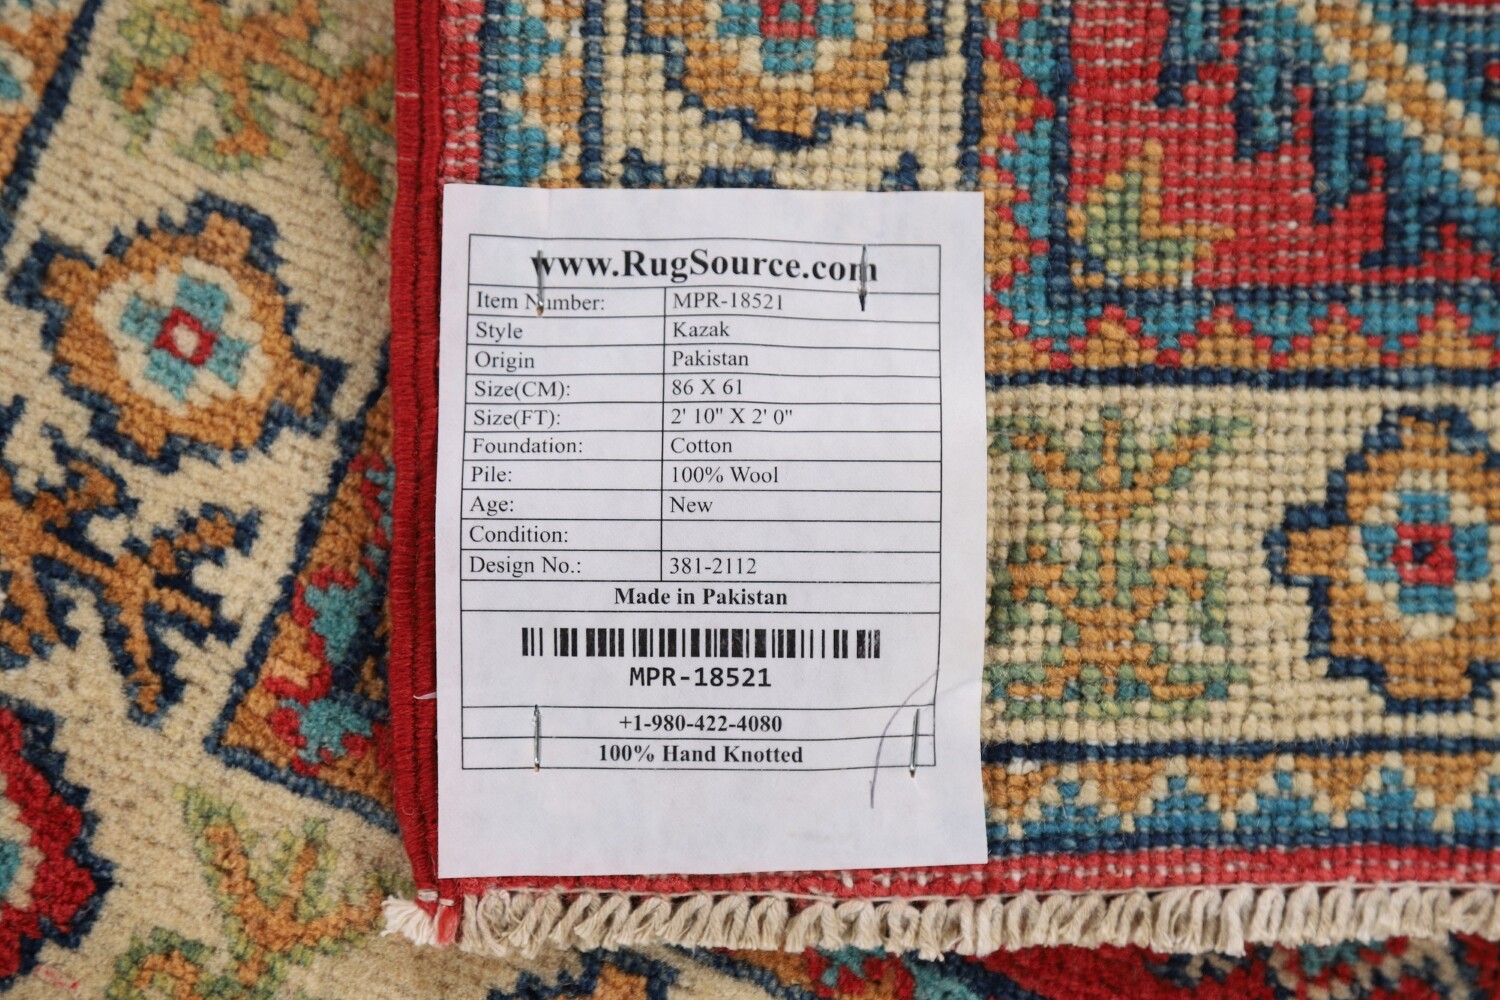 www.RugSource.com
Item Number: MPR-18521
Style Kazak
Origin Pakistan
Size(CM): 86 X 61
Size(FT): 2' 10" X 2' 0"
Foundation: Cotton
Pile: 100% Wool
Age: New
Condition:
Design No.: 381-2112
Made in Pakistan
MPR-18521
+1-980-422-4080
100% Hand Knotted